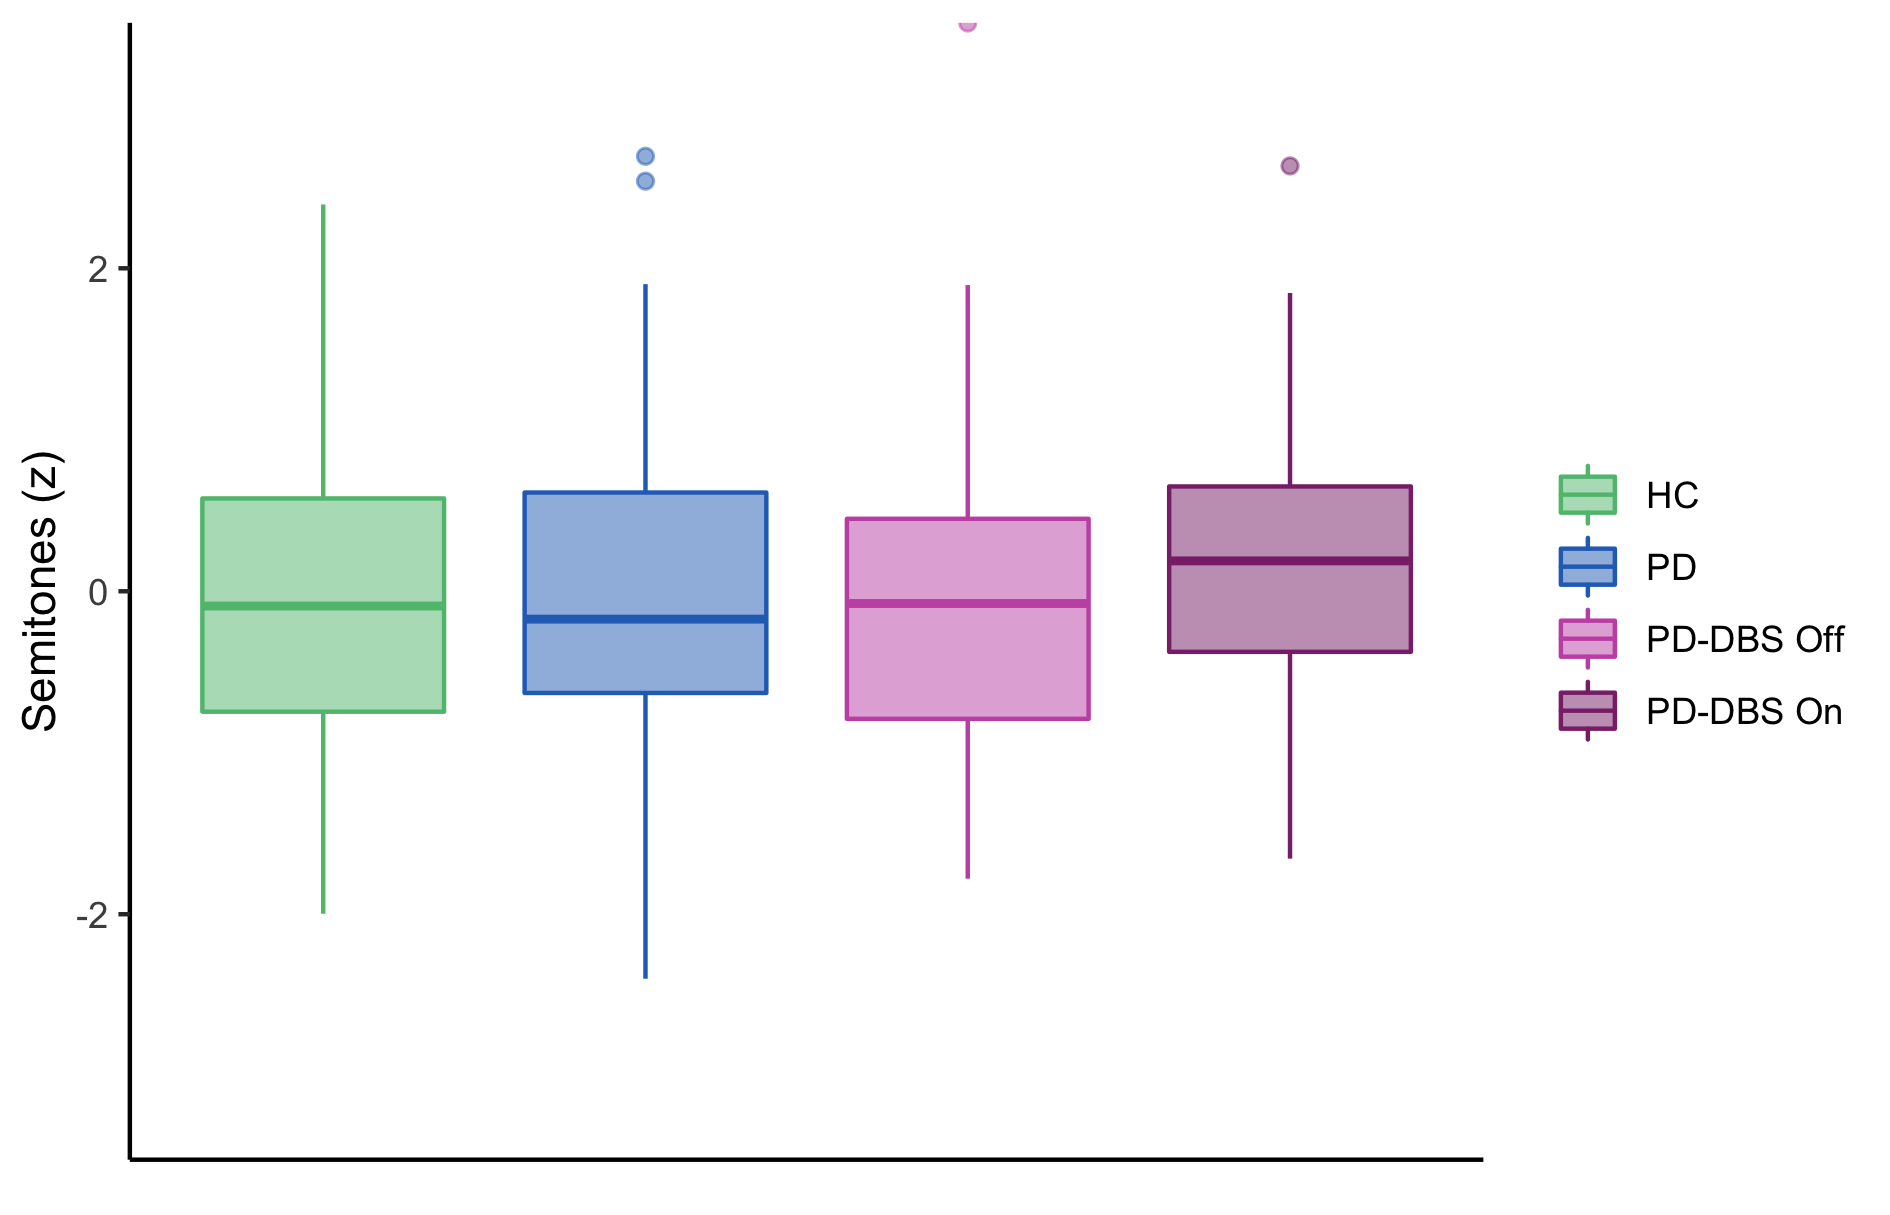 Semitones (z)
2
0
-2
HC
PD
PD-DBS Off
PD-DBS On